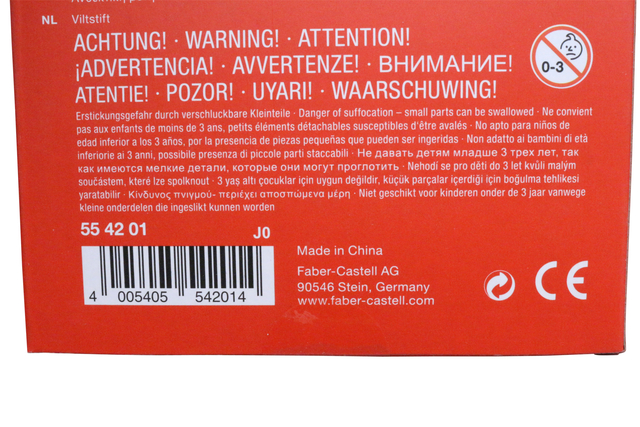 NL Viltstift
ACHTUNG! · WARNING! · ATTENTION!
¡ADVERTENCIA! · AVVERTENZE! · ВНИМАНИЕ!
ATENTIE! · POZOR! · UYARI! · WAARSCHUWING!
0-3
Erstickungsgefahr durch verschluckbare Kleinteile · Danger of suffocation – small parts can be swallowed · Ne convient
pas aux enfants de moins de 3 ans, petits éléments détachables susceptibles d'être avalés · No apto para niños de
edad inferior a los 3 años, por la presencia de piezas pequeñas que pueden ser ingeridas · Non adatto ai bambini di età
inferiorie ai 3 anni, possibile presenza di piccole parti staccabili · Не давать детям младше 3 трех лет, так
как имеются мелкие детали, которые они могут проглотить · Nehodí se pro děti do 3 let kvůli malým
součástem, které lze spolknout · 3 yaş altı çocuklar için uygun değildir, küçük parçalar içerdiği için boğulma tehlikesi
yaratabilir · Κίνδυνος πνιγμού- περιέχει αποσπώμενα μέρη · Niet geschikt voor kinderen onder de 3 jaar vanwege
kleine onderdelen die ingeslikt kunnen worden
55 42 01
J0
4 005405 542014
Made in China
Faber-Castell AG
90546 Stein, Germany
www.faber-castell.com
CE